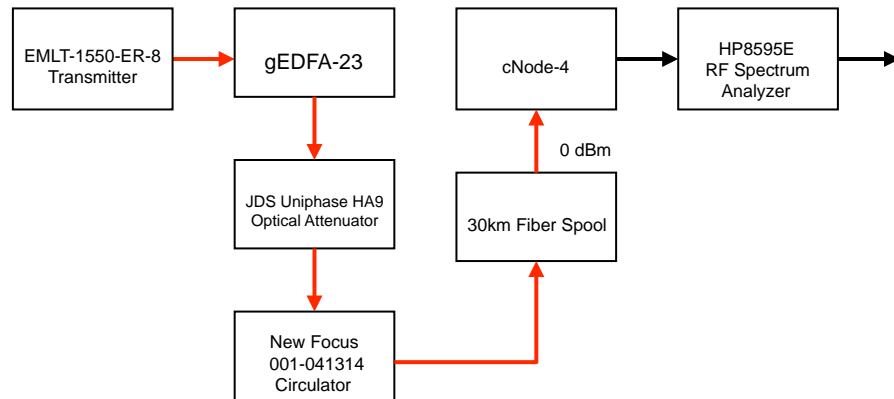 EMLT-1550-ER-8
Transmitter
gEDFA-23
cNode-4
HP8595E
RF Spectrum
Analyzer
0 dBm
JDS Uniphase HA9
Optical Attenuator
30km Fiber Spool
New Focus
001-041314
Circulator